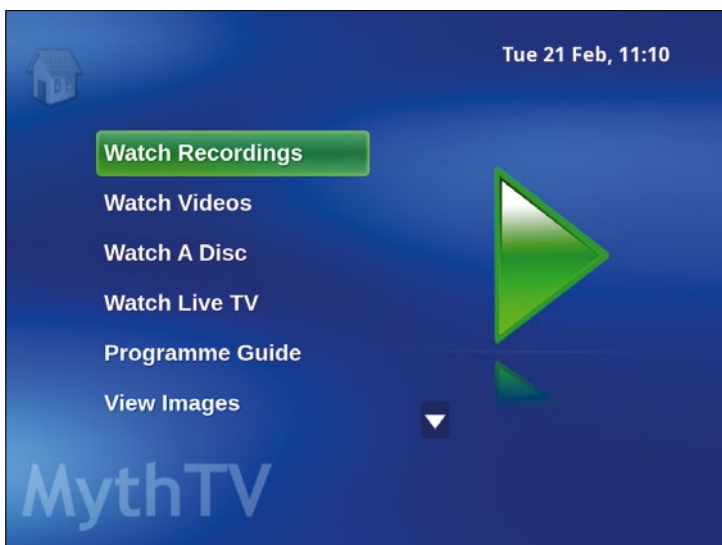 Tue 21 Feb, 11:10
Watch Recordings
Watch Videos
Watch A Disc
Watch Live TV
Programme Guide
View Images
MythTV